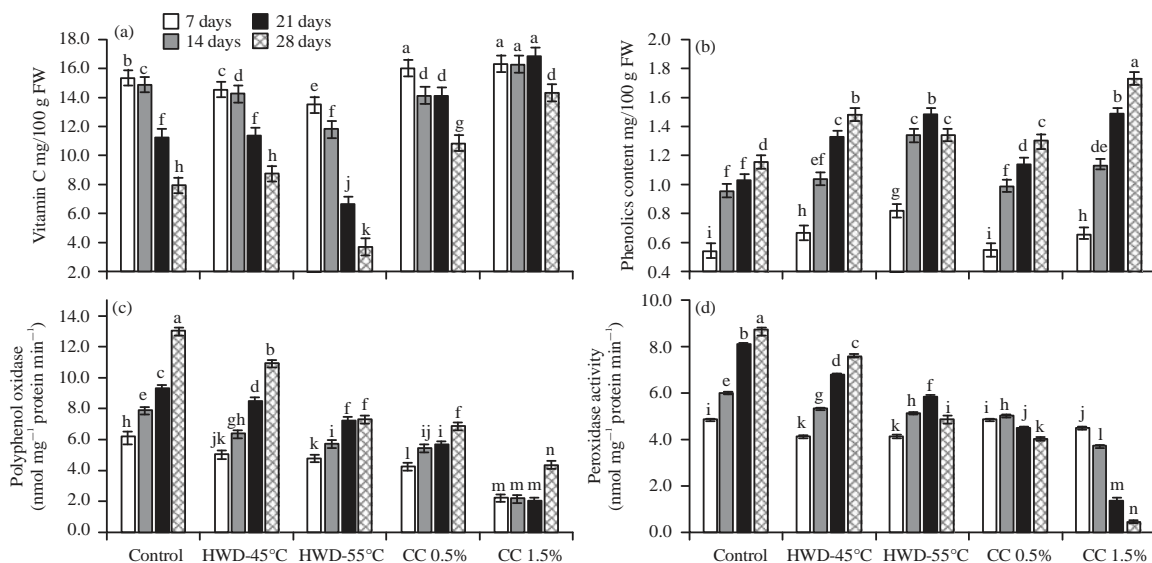 (a)
7 days
21 days
14 days
28 days
Vitamin C mg/100 g FW
18.0
16.0
14.0
12.0
10.0
8.0
6.0
4.0
2.0
b c f h
c d f h
e f j k
a d d g
a a a d
(b)
Phenolics content mg/100 g FW
2.0
1.8
1.6
1.4
1.2
1.0
0.8
0.6
0.4
i f f d
h ef c b
g c b c
i f d c
h de b a
(c)
Polyphenol oxidase
(nmol mg⁻¹ protein min⁻¹)
14.0
12.0
10.0
8.0
6.0
4.0
2.0
0.0
h e c a
jk gh d b
k i f f
l ij i f
m m m n
Control HWD-45°C HWD-55°C CC 0.5% CC 1.5%
(d)
Peroxidase activity
(nmol mg⁻¹ protein min⁻¹)
10.0
8.0
6.0
4.0
2.0
0.0
i e b a
k g d c
k h f i
i h j k
j l m n
Control HWD-45°C HWD-55°C CC 0.5% CC 1.5%